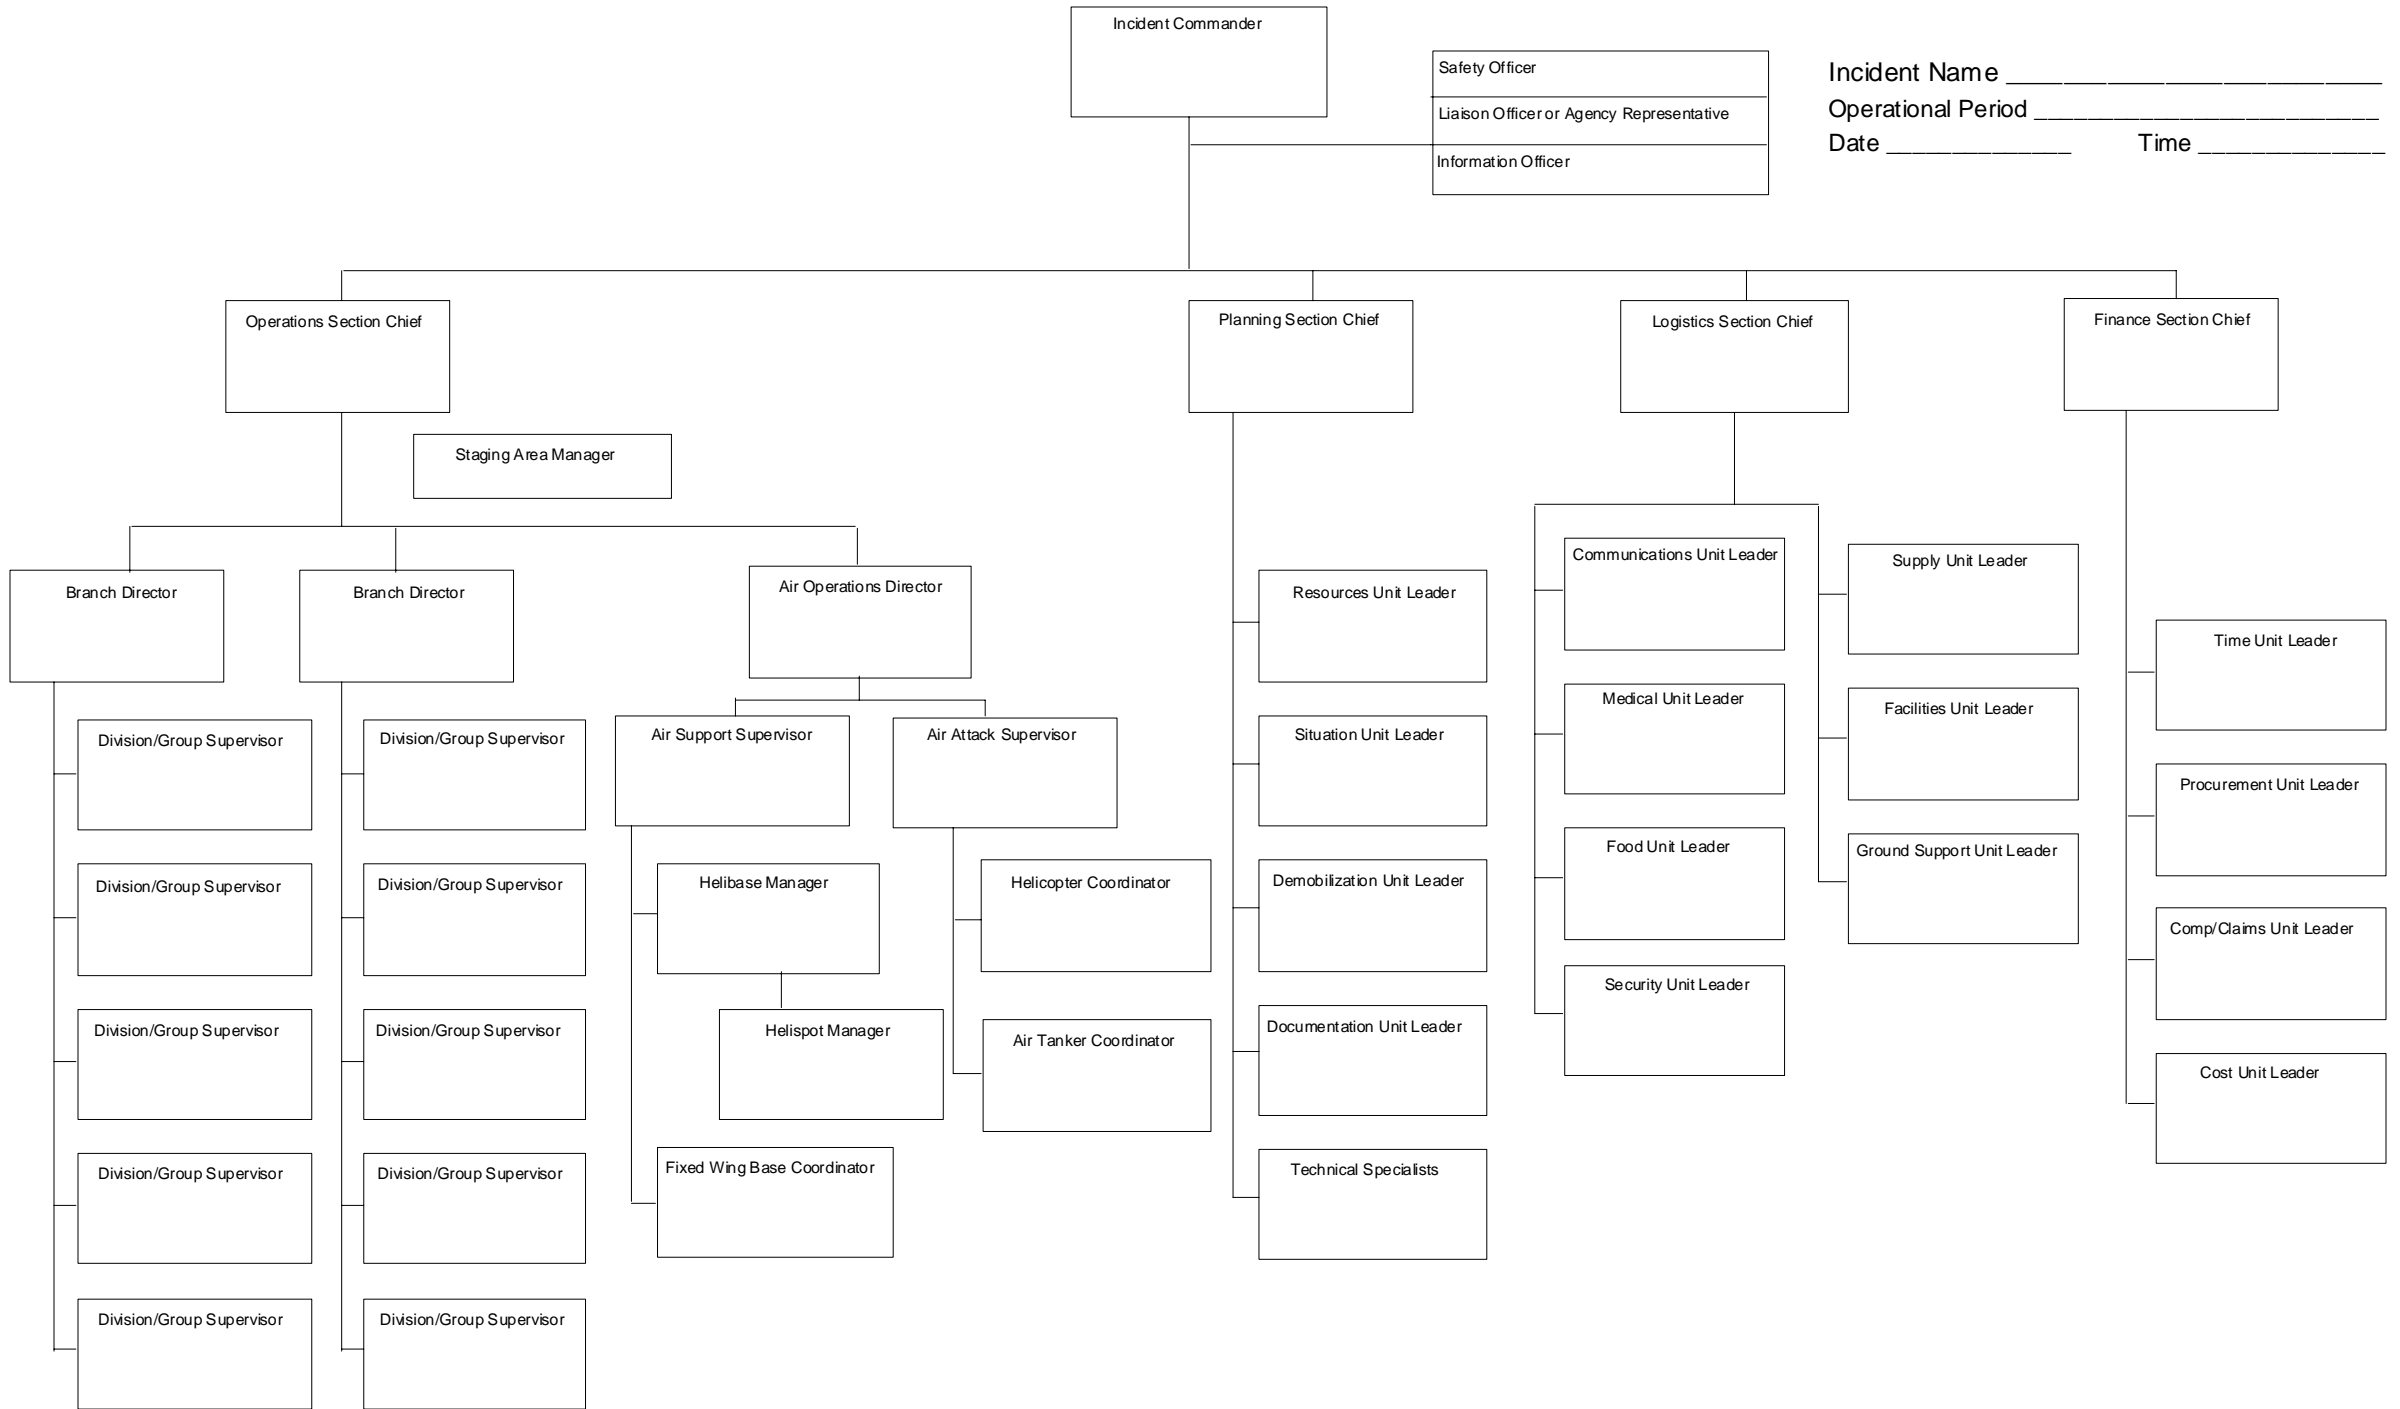 Incident Commander
Safety Officer
Liaison Officer or Agency Representative
Information Officer
Incident Name __________________________
Operational Period __________________________
Date ______________ Time ______________
Operations Section Chief
Planning Section Chief
Logistics Section Chief
Finance Section Chief
Staging Area Manager
Branch Director
Division/Group Supervisor
Division/Group Supervisor
Division/Group Supervisor
Division/Group Supervisor
Division/Group Supervisor
Branch Director
Division/Group Supervisor
Division/Group Supervisor
Division/Group Supervisor
Division/Group Supervisor
Division/Group Supervisor
Air Operations Director
Air Support Supervisor
Helibase Manager
Helispot Manager
Fixed Wing Base Coordinator
Air Attack Supervisor
Helicopter Coordinator
Air Tanker Coordinator
Resources Unit Leader
Situation Unit Leader
Demobilization Unit Leader
Documentation Unit Leader
Technical Specialists
Communications Unit Leader
Medical Unit Leader
Food Unit Leader
Security Unit Leader
Supply Unit Leader
Facilities Unit Leader
Ground Support Unit Leader
Time Unit Leader
Procurement Unit Leader
Comp/Claims Unit Leader
Cost Unit Leader